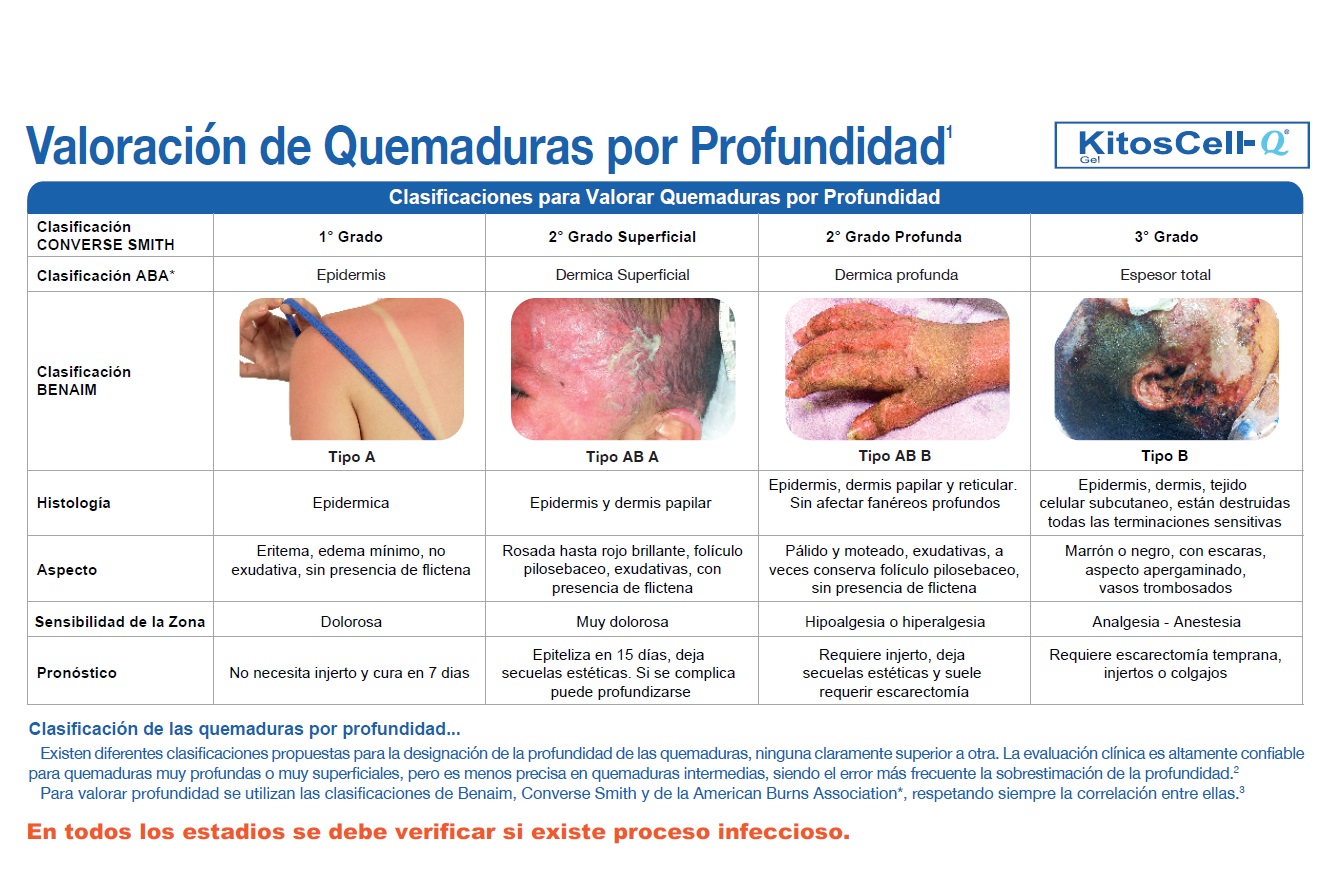 Valoración de Quemaduras por Profundidad1
KitosCell-Q®
Gel
Clasificaciones para Valorar Quemaduras por Profundidad
Clasificación
CONVERSE SMITH
1° Grado
2° Grado Superficial
2° Grado Profunda
3° Grado
Clasificación ABA*
Epidermis
Dermica Superficial
Dermica profunda
Espesor total
Clasificación
BENAIM
Tipo A
Tipo AB A
Tipo AB B
Tipo B
Histología
Epidermica
Epidermis y dermis papilar
Epidermis, dermis papilar y reticular.
Sin afectar fanéreos profundos
Epidermis, dermis, tejido
celular subcutaneo, están destruidas
todas las terminaciones sensitivas
Aspecto
Eritema, edema mínimo, no
exudativa, sin presencia de flictena
Rosada hasta rojo brillante, folículo
pilosebaceo, exudativas, con
presencia de flictena
Pálido y moteado, exudativas, a
veces conserva folículo pilosebaceo,
sin presencia de flictena
Marrón o negro, con escaras,
aspecto apergaminado,
vasos trombosados
Sensibilidad de la Zona
Dolorosa
Muy dolorosa
Hipoalgesia o hiperalgesia
Analgesia - Anestesia
Pronóstico
No necesita injerto y cura en 7 dias
Epiteliza en 15 días, deja
secuelas estéticas. Si se complica
puede profundizarse
Requiere injerto, deja
secuelas estéticas y suele
requerir escarectomía
Requiere escarectomía temprana,
injertos o colgajos
Clasificación de las quemaduras por profundidad...
Existen diferentes clasificaciones propuestas para la designación de la profundidad de las quemaduras, ninguna claramente superior a otra. La evaluación clínica es altamente confiable
para quemaduras muy profundas o muy superficiales, pero es menos precisa en quemaduras intermedias, siendo el error más frecuente la sobrestimación de la profundidad.2
Para valorar profundidad se utilizan las clasificaciones de Benaim, Converse Smith y de la American Burns Association*, respetando siempre la correlación entre ellas.3
En todos los estadios se debe verificar si existe proceso infeccioso.